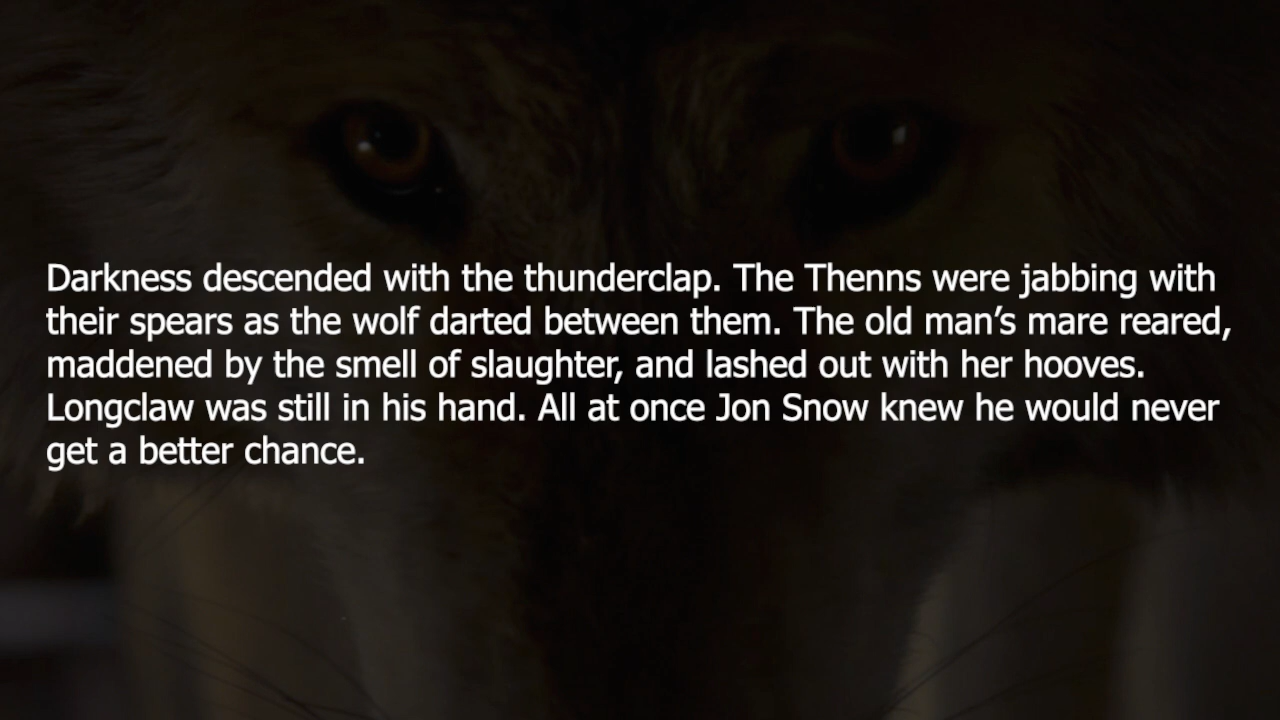 Darkness descended with the thunderclap. The Thenns were jabbing with
their spears as the wolf darted between them. The old man’s mare reared,
maddened by the smell of slaughter, and lashed out with her hooves.
Longclaw was still in his hand. All at once Jon Snow knew he would never
get a better chance.